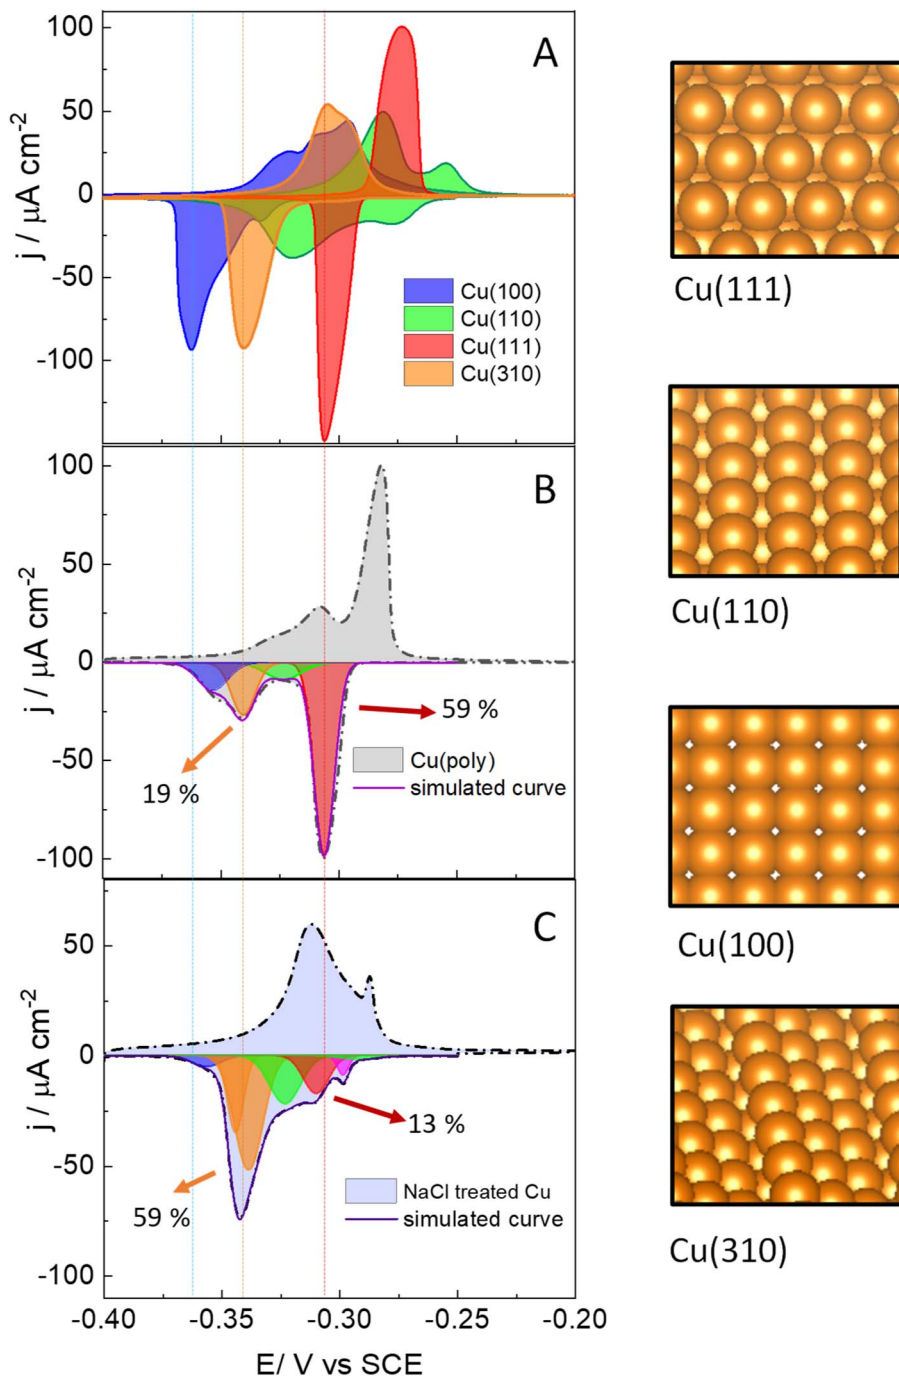 A
100
50
0
-50
-100
j / μA cm⁻²
Cu(100)
Cu(110)
Cu(111)
Cu(310)
B
100
50
0
-50
-100
j / μA cm⁻²
59 %
19 %
Cu(poly)
simulated curve
C
50
0
-50
-100
j / μA cm⁻²
13 %
59 %
NaCl treated Cu
simulated curve
-0.40 -0.35 -0.30 -0.25 -0.20
E/ V vs SCE
Cu(111)
Cu(110)
Cu(100)
Cu(310)